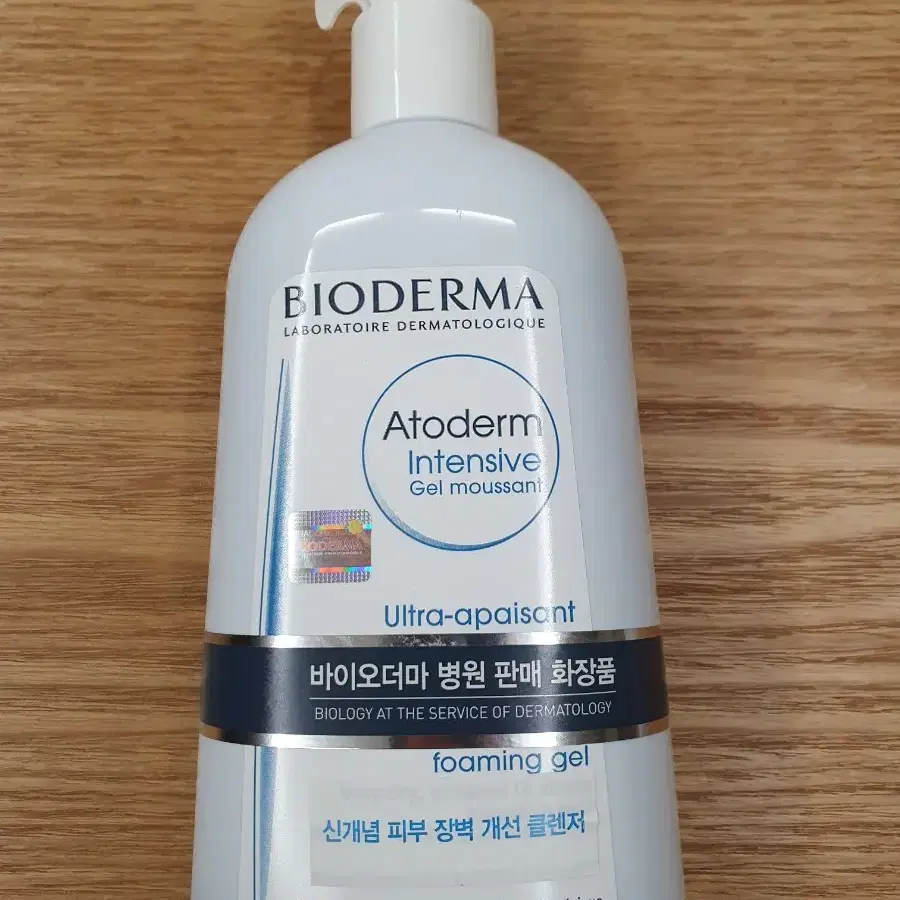 BIODERMA
LABORATOIRE DERMATOLOGIQUE
Atoderm
Intensive
Gel moussant
BIODERMA
Ultra-apaisant
바이오더마 병원 판매 화장품
BIOLOGY AT THE SERVICE OF DERMATOLOGY
foaming gel
신개념 피부 장벽 개선 클렌저